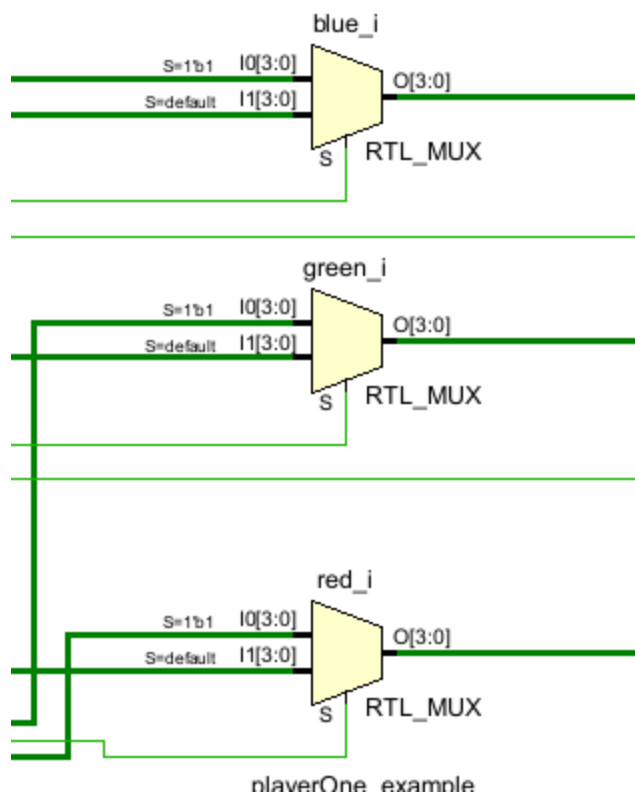 blue_i
S=1'b1 I0[3:0]
O[3:0]
S=default I1[3:0]
S RTL_MUX
green_i
S=1'b1 I0[3:0]
O[3:0]
S=default I1[3:0]
S RTL_MUX
red_i
S=1'b1 I0[3:0]
O[3:0]
S=default I1[3:0]
S RTL_MUX
playerOne_example